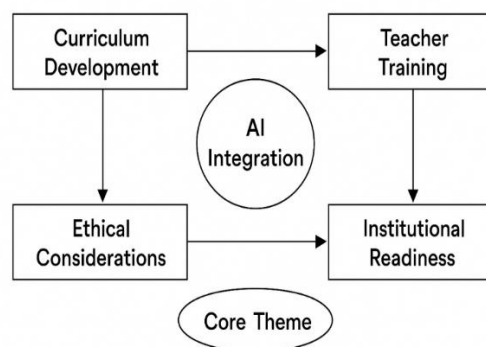 Curriculum
Development
Teacher
Training
AI
Integration
Ethical
Considerations
Institutional
Readiness
Core Theme